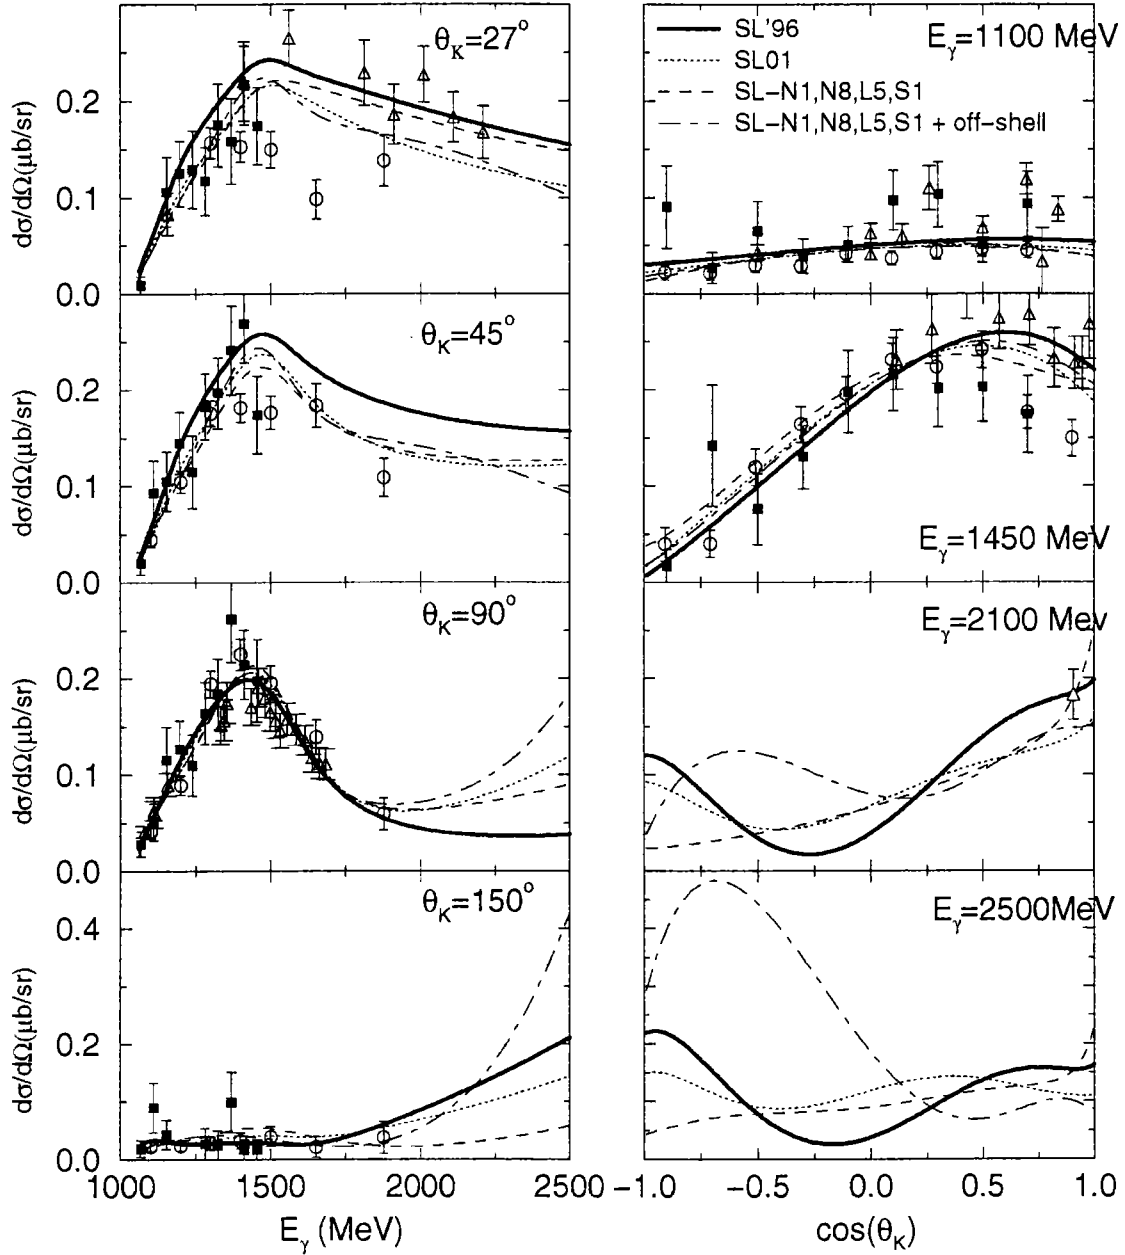 θK=27°
SL'96
SL01
SL–N1,N8,L5,S1
SL–N1,N8,L5,S1 + off-shell
Eγ=1100 MeV
dσ/dΩ(μb/sr)
0.2
0.1
0.0
θK=45°
Eγ=1450 MeV
dσ/dΩ(μb/sr)
0.2
0.1
0.0
θK=90°
Eγ=2100 Mev
dσ/dΩ(μb/sr)
0.2
0.1
0.0
θK=150°
Eγ=2500MeV
dσ/dΩ(μb/sr)
0.4
0.2
0.0
1000 1500 2000 2500
−1.0 −0.5 0.0 0.5 1.0
Eγ (MeV)
cos(θK)